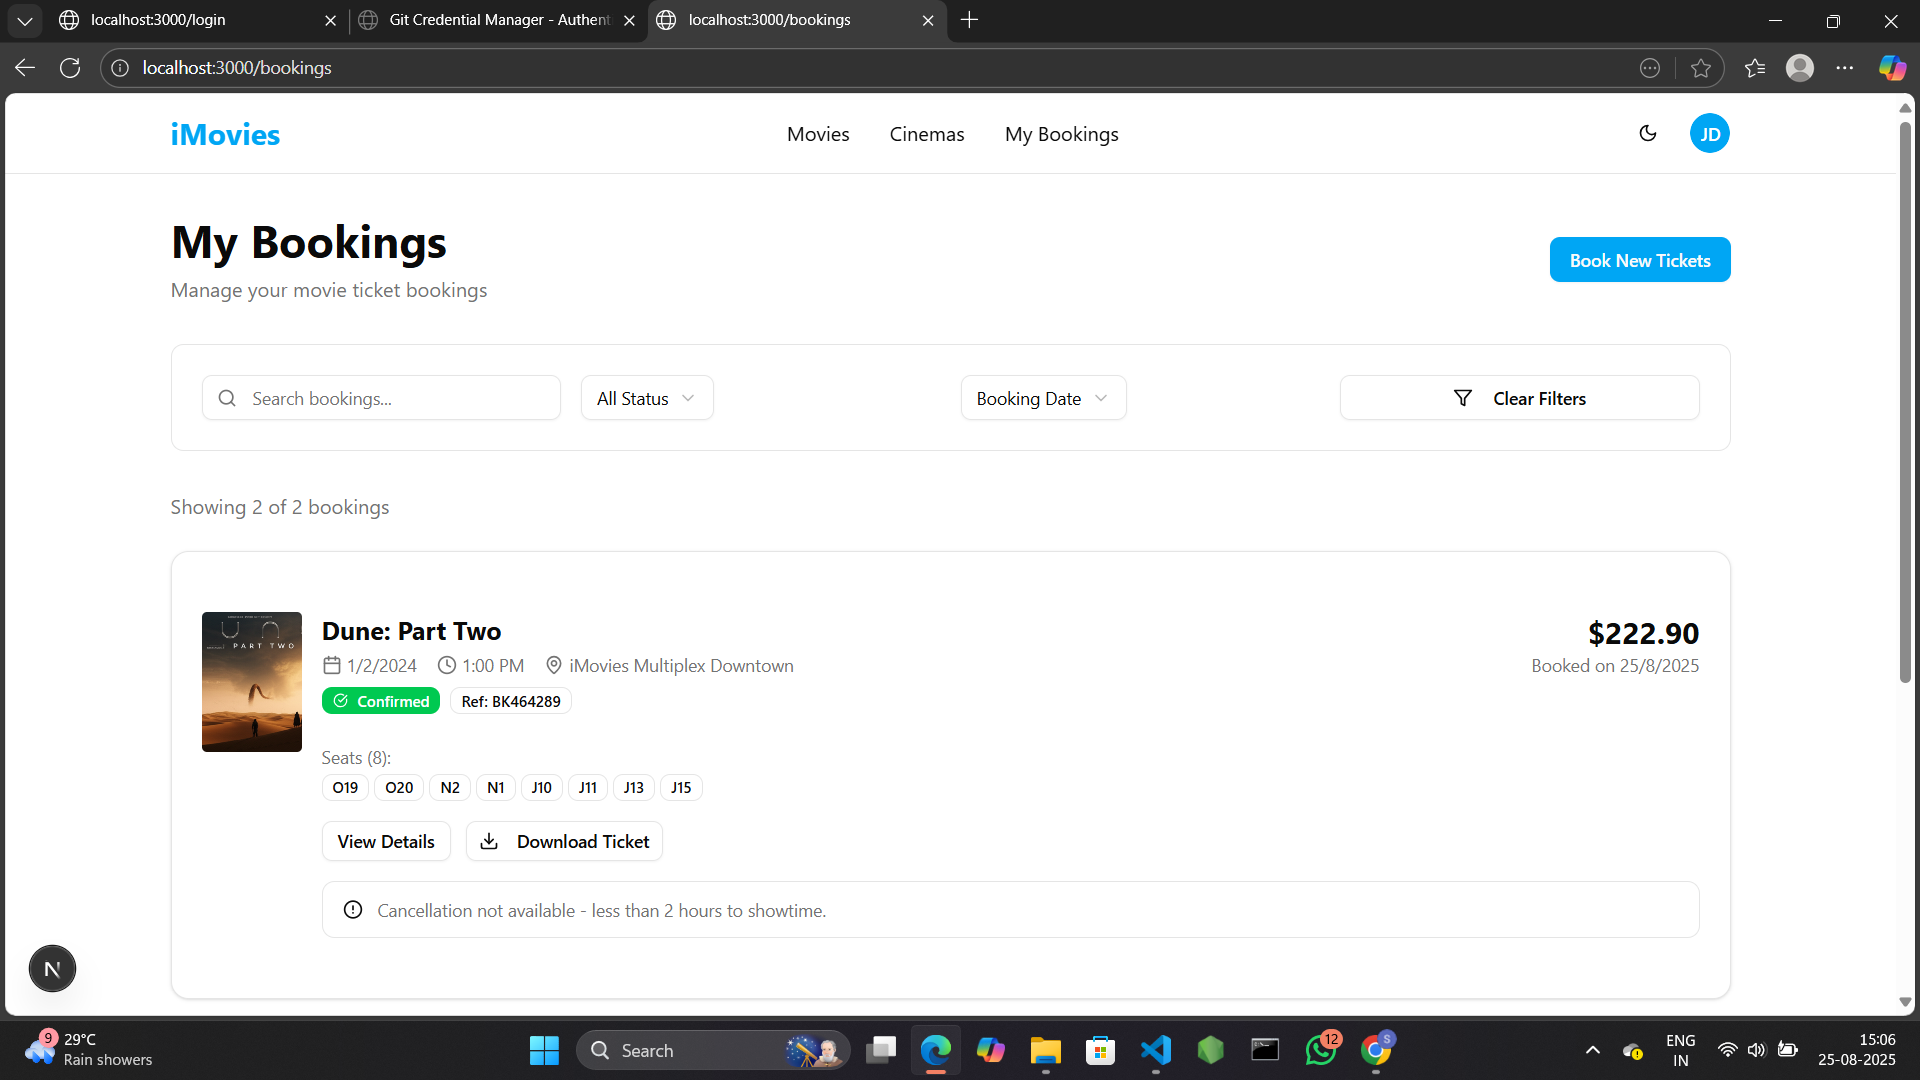 localhost:3000/login
Git Credential Manager - Authent
localhost:3000/bookings
localhost:3000/bookings
iMovies
Movies
Cinemas
My Bookings
JD
My Bookings
Manage your movie ticket bookings
Book New Tickets
Search bookings...
All Status
Booking Date
Clear Filters
Showing 2 of 2 bookings
PART TWO
Dune: Part Two
1/2/2024
1:00 PM
iMovies Multiplex Downtown
Confirmed
Ref: BK464289
$222.90
Booked on 25/8/2025
Seats (8):
O19
O20
N2
N1
J10
J11
J13
J15
View Details
Download Ticket
Cancellation not available - less than 2 hours to showtime.
N
9
29°C
Rain showers
Search
12
S
ENG
IN
15:06
25-08-2025